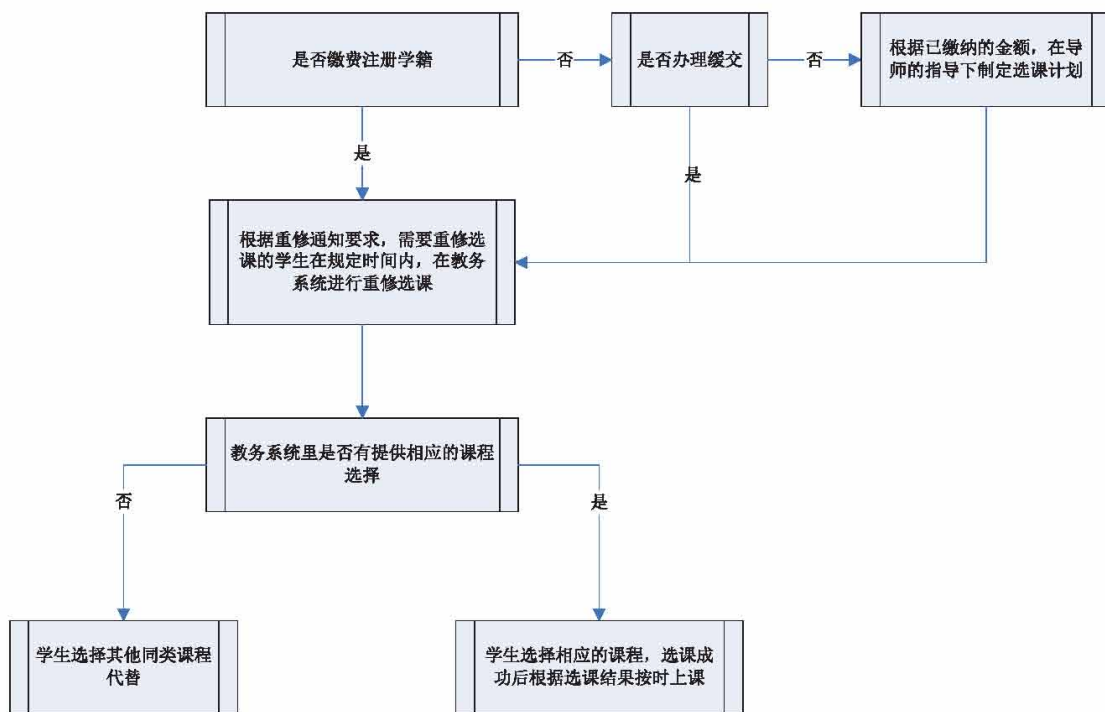 是否缴费注册学籍
否
是否办理缓交
否
根据已缴纳的金额，在导
师的指导下制定选课计划
是
是
根据重修通知要求，需要重修选
课的学生在规定时间内，在教务
系统进行重修选课
教务系统里是否有提供相应的课程
选择
否
是
学生选择其他同类课程
代替
学生选择相应的课程，选课成
功后根据选课结果按时上课